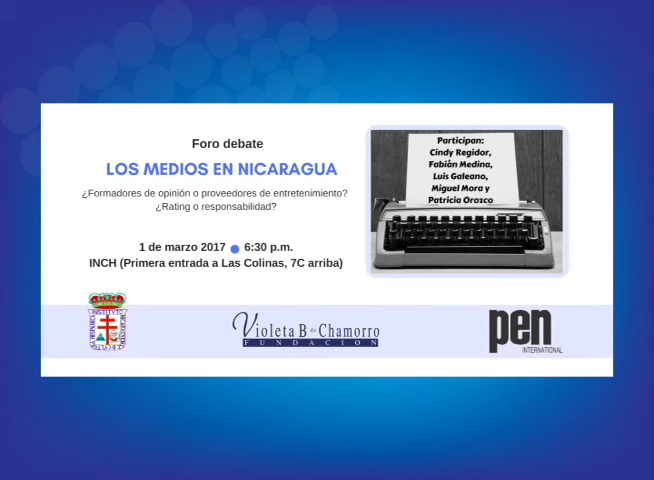 Foro debate
LOS MEDIOS EN NICARAGUA
¿Formadores de opinión o proveedores de entretenimiento?
¿Rating o responsabilidad?
1 de marzo 2017 ● 6:30 p.m.
INCH (Primera entrada a Las Colinas, 7C arriba)
Participan:
Cindy Regidor,
Fabián Medina,
Luis Galeano,
Miguel Mora y
Patricia Orozco
INSTITUTO
Violeta B de Chamorro
FUNDACION
pen
INTERNATIONAL